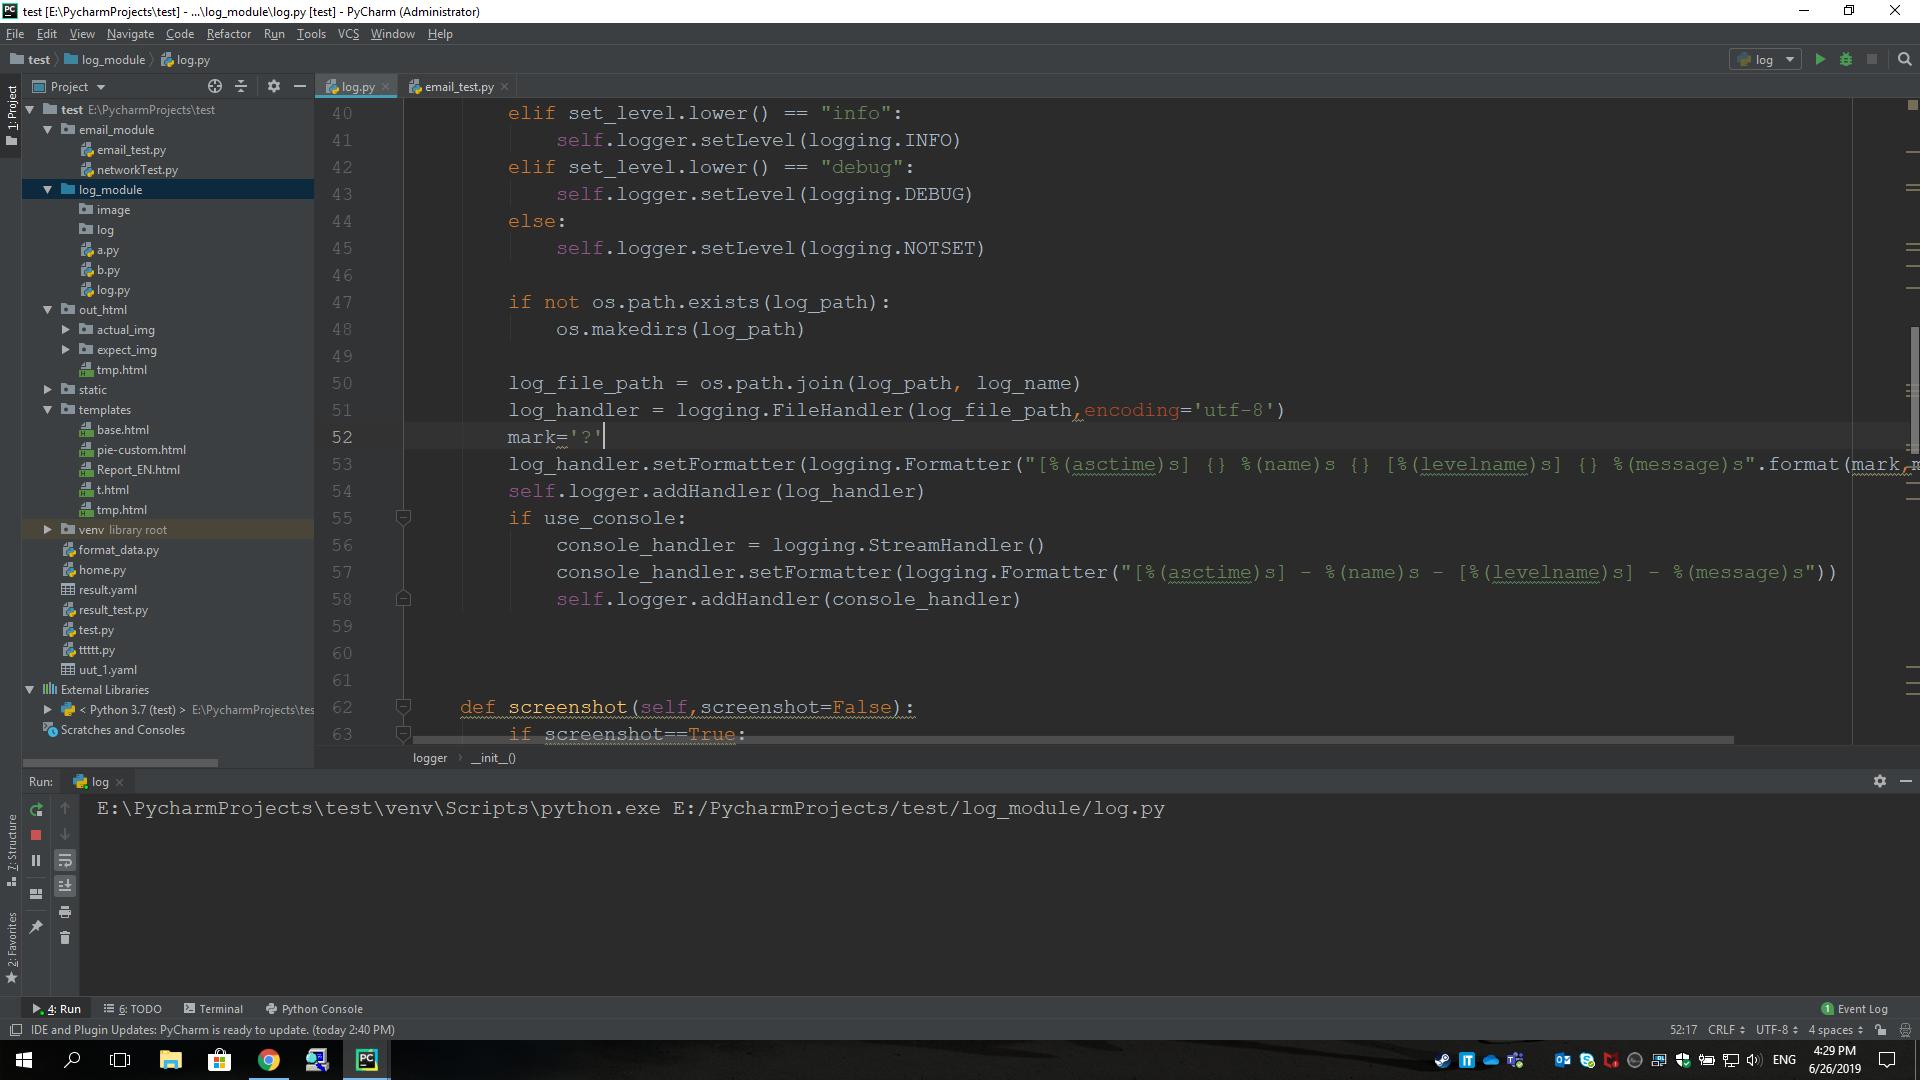 test [E:\PycharmProjects\test] - ...\log_module\log.py [test] - PyCharm (Administrator)
File Edit View Navigate Code Refactor Run Tools VCS Window Help
test log_module log.py log
1: Project
Project
log.py email_test.py
test E:\PycharmProjects\test
email_module
email_test.py
networkTest.py
log_module
image
log
a.py
b.py
log.py
out_html
actual_img
expect_img
tmp.html
static
templates
base.html
pie-custom.html
Report_EN.html
t.html
tmp.html
venv library root
format_data.py
home.py
result.yaml
result_test.py
test.py
ttttt.py
uut_1.yaml
External Libraries
< Python 3.7 (test) > E:\PycharmProjects\tes
Scratches and Consoles
40 elif set_level.lower() == "info":
41 self.logger.setLevel(logging.INFO)
42 elif set_level.lower() == "debug":
43 self.logger.setLevel(logging.DEBUG)
44 else:
45 self.logger.setLevel(logging.NOTSET)
46
47 if not os.path.exists(log_path):
48 os.makedirs(log_path)
49
50 log_file_path = os.path.join(log_path, log_name)
51 log_handler = logging.FileHandler(log_file_path,encoding='utf-8')
52 mark='?'
53 log_handler.setFormatter(logging.Formatter("[%(asctime)s] {} %(name)s {} [%(levelname)s] {} %(message)s".format(mark,m
54 self.logger.addHandler(log_handler)
55 if use_console:
56 console_handler = logging.StreamHandler()
57 console_handler.setFormatter(logging.Formatter("[%(asctime)s] - %(name)s - [%(levelname)s] - %(message)s"))
58 self.logger.addHandler(console_handler)
59
60
61
62 def screenshot(self,screenshot=False):
63 if screenshot==True:
logger __init__()
Run: log
E:\PycharmProjects\test\venv\Scripts\python.exe E:/PycharmProjects/test/log_module/log.py
7: Structure
2: Favorites
4: Run 6: TODO Terminal Python Console 1 Event Log
IDE and Plugin Updates: PyCharm is ready to update. (today 2:40 PM) 52:17 CRLF UTF-8 4 spaces
ENG
4:29 PM
6/26/2019